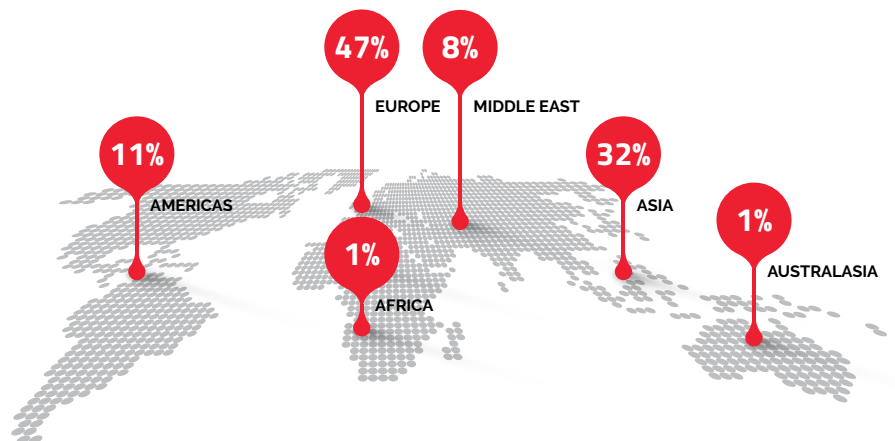 47%
EUROPE
8%
MIDDLE EAST
11%
AMERICAS
32%
ASIA
1%
AFRICA
1%
AUSTRALASIA